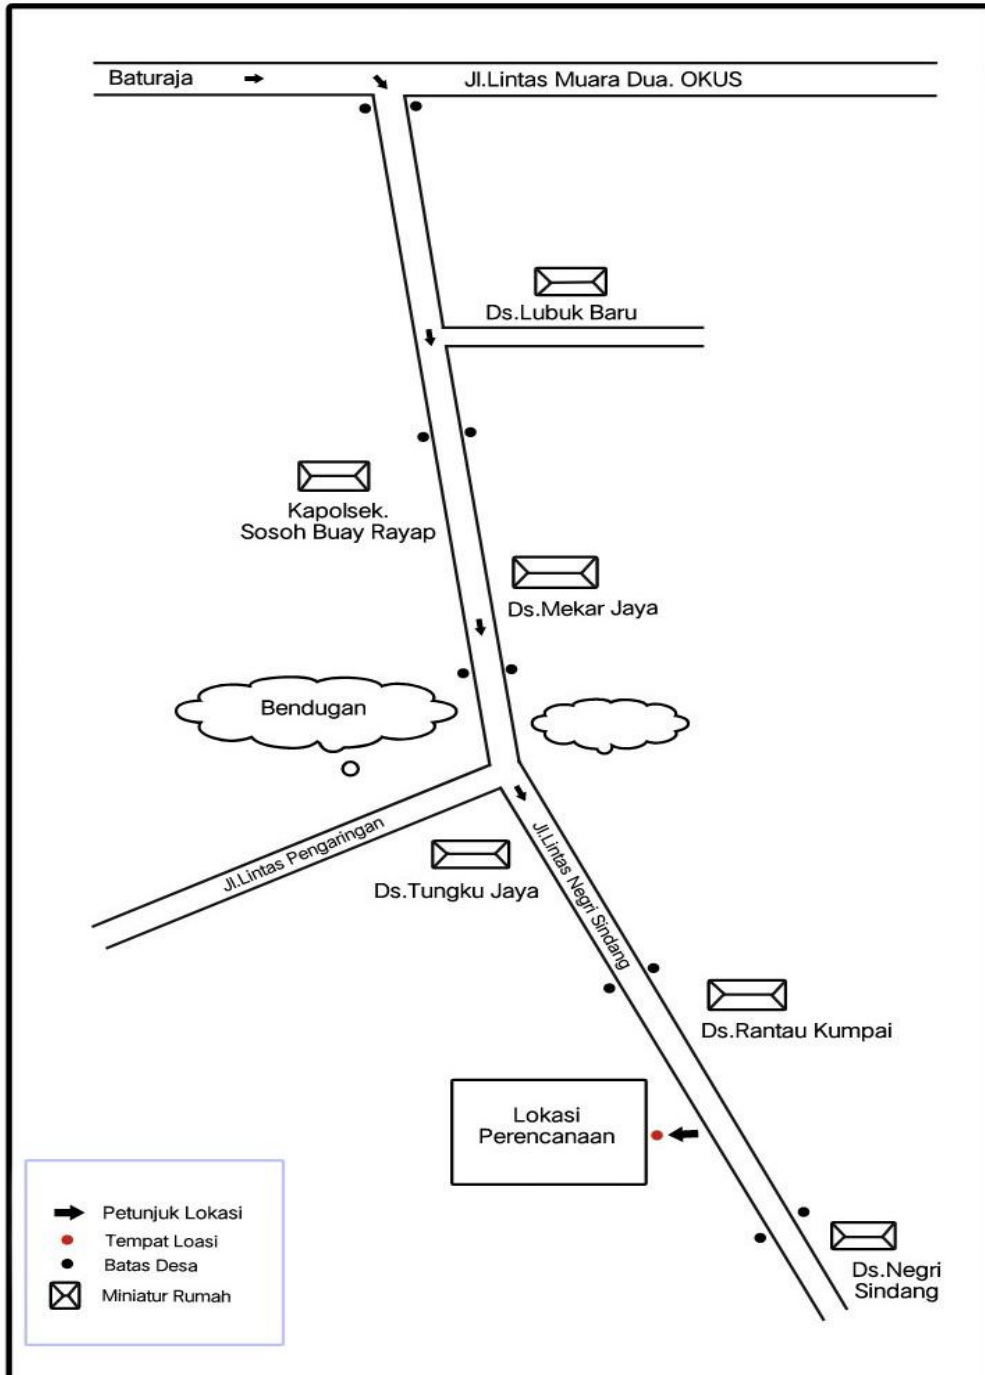 Baturaja
Jl.Lintas Muara Dua. OKUS
Ds.Lubuk Baru
Kapolsek.
Sosoh Buay Rayap
Ds.Mekar Jaya
Bendugan
Jl.Lintas Pengaringan
Ds.Tungku Jaya
Jl.Lintas Negri Sindang
Ds.Rantau Kumpai
Lokasi
Perencanaan
Ds.Negri
Sindang
Petunjuk Lokasi
Tempat Loasi
Batas Desa
Miniatur Rumah